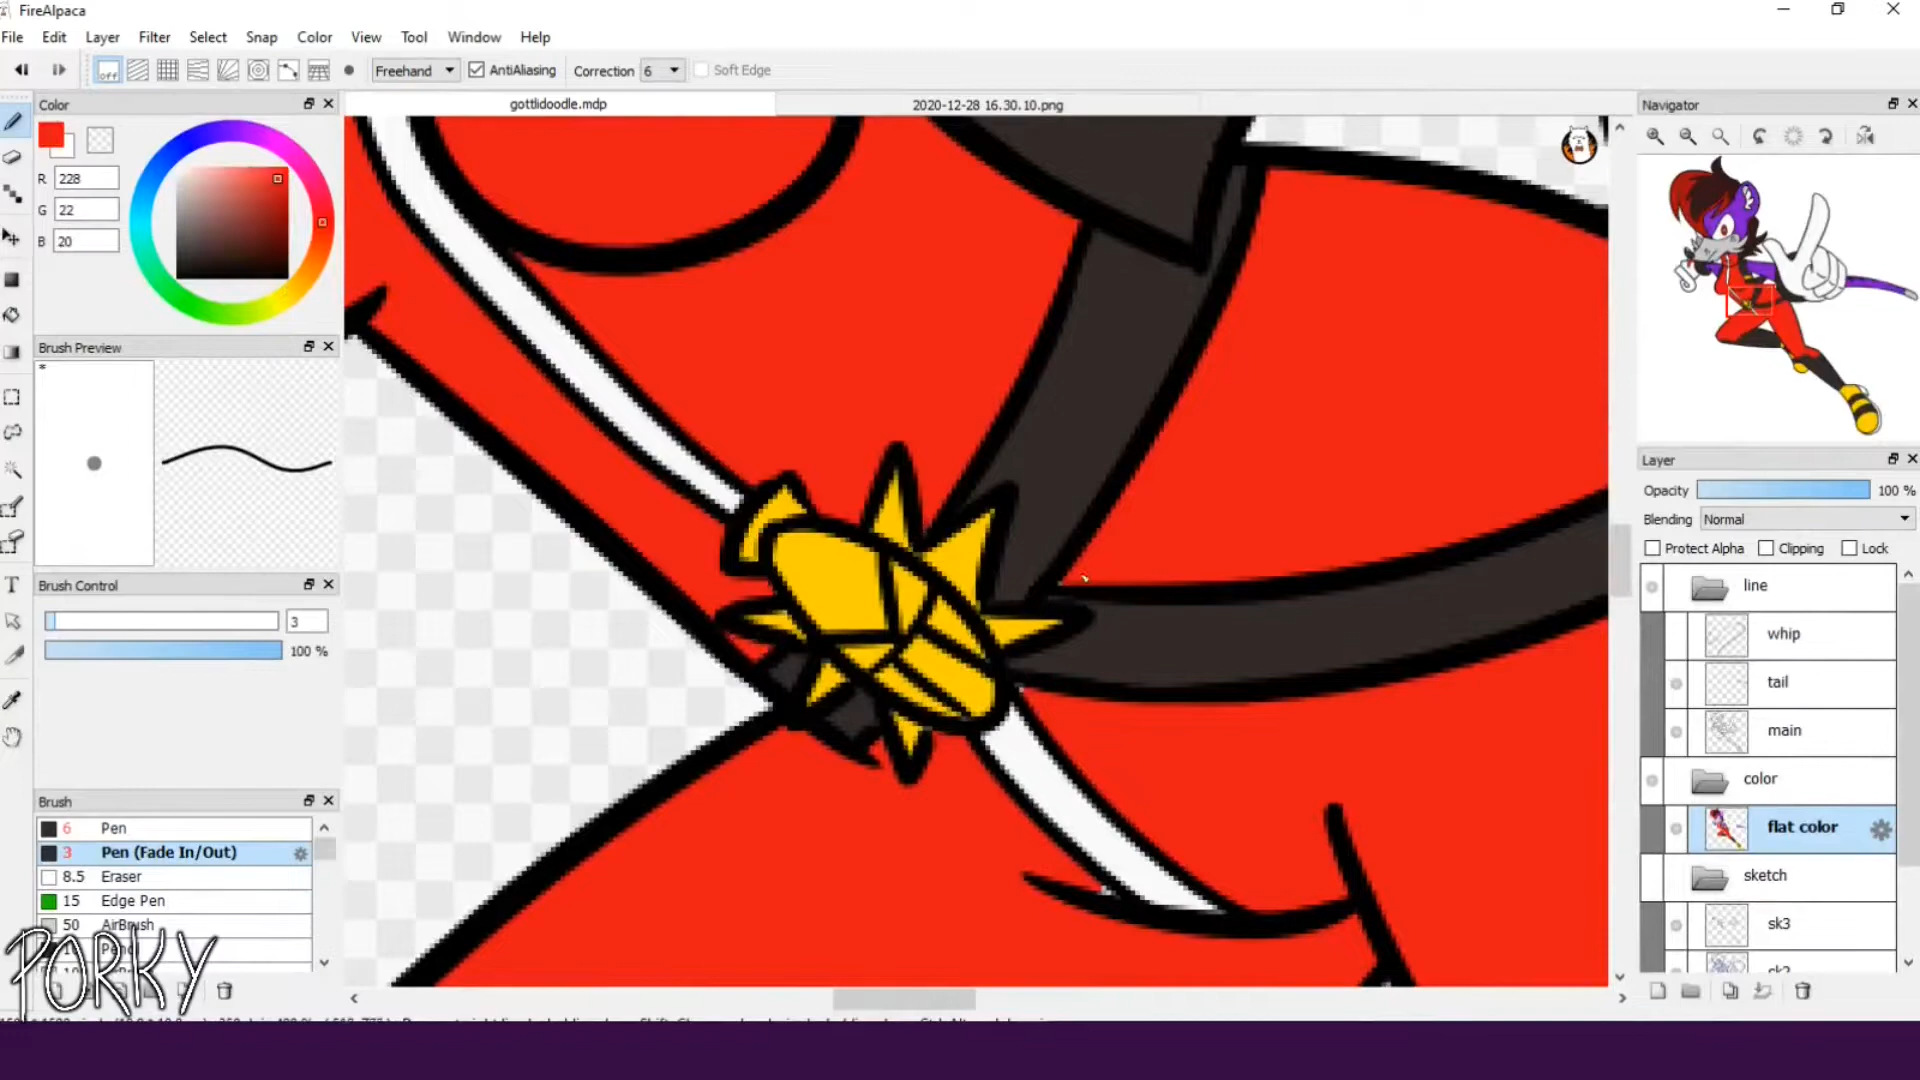 FireAlpaca
File Edit Layer Filter Select Snap Color View Tool Window Help
off Freehand AntiAliasing Correction 6 Soft Edge
Color
gottlidoodle.mdp
2020-12-28 16.30.10.png
Navigator
R 228
G 22
B 20
Brush Preview
*
Layer
Opacity 100 %
Blending Normal
Protect Alpha Clipping Lock
line
whip
tail
main
color
flat color
sketch
sk3
sk2
Brush Control
3
100 %
Brush
6 Pen
3 Pen (Fade In/Out)
8.5 Eraser
15 Edge Pen
50 AirBrush
PORKY
T